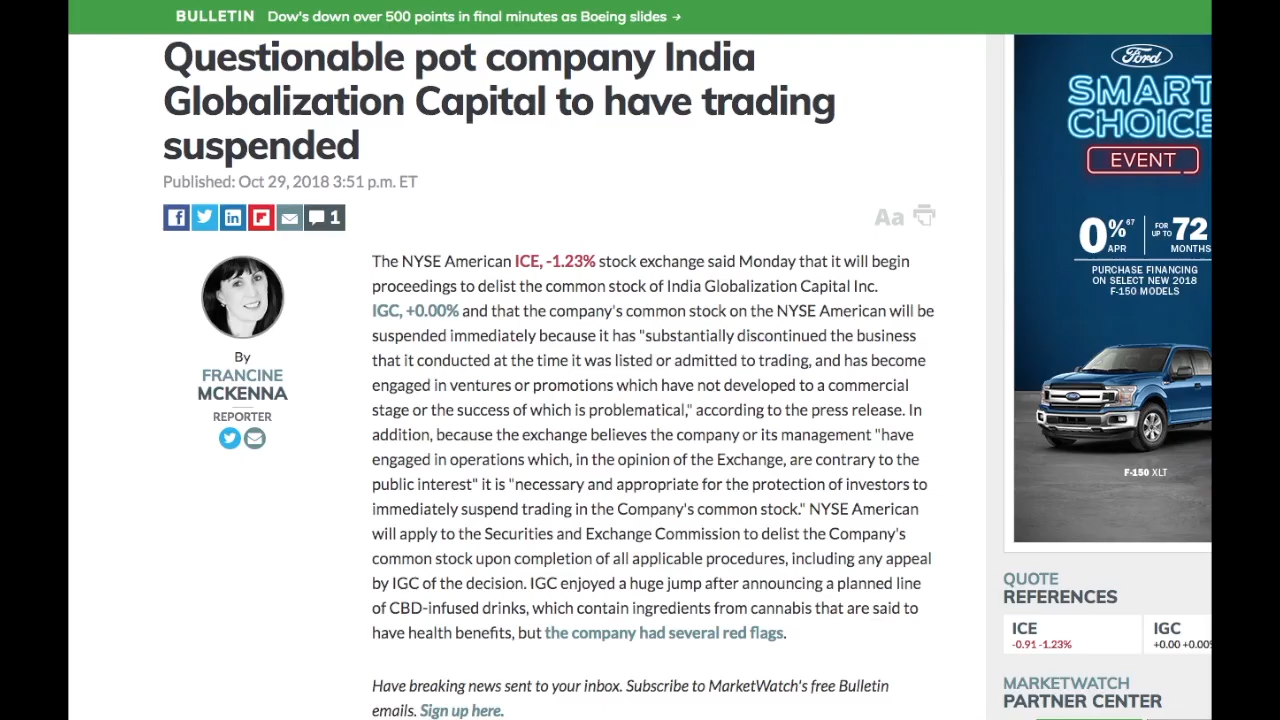 BULLETIN Dow's down over 500 points in final minutes as Boeing slides →
Questionable pot company India
Globalization Capital to have trading
suspended
Published: Oct 29, 2018 3:51 p.m. ET
1
Aa
By
FRANCINE
MCKENNA
REPORTER
The NYSE American ICE, -1.23% stock exchange said Monday that it will begin
proceedings to delist the common stock of India Globalization Capital Inc.
IGC, +0.00% and that the company's common stock on the NYSE American will be
suspended immediately because it has "substantially discontinued the business
that it conducted at the time it was listed or admitted to trading, and has become
engaged in ventures or promotions which have not developed to a commercial
stage or the success of which is problematical," according to the press release. In
addition, because the exchange believes the company or its management "have
engaged in operations which, in the opinion of the Exchange, are contrary to the
public interest" it is "necessary and appropriate for the protection of investors to
immediately suspend trading in the Company's common stock." NYSE American
will apply to the Securities and Exchange Commission to delist the Company's
common stock upon completion of all applicable procedures, including any appeal
by IGC of the decision. IGC enjoyed a huge jump after announcing a planned line
of CBD-infused drinks, which contain ingredients from cannabis that are said to
have health benefits, but the company had several red flags.
Have breaking news sent to your inbox. Subscribe to MarketWatch's free Bulletin
emails. Sign up here.
Ford
SMART
CHOICE
EVENT
0%67 APR FOR UP TO 72 MONTHS
PURCHASE FINANCING
ON SELECT NEW 2018
F-150 MODELS
F-150 XLT
QUOTE
REFERENCES
ICE IGC
-0.91 -1.23% +0.00 +0.00%
MARKETWATCH
PARTNER CENTER